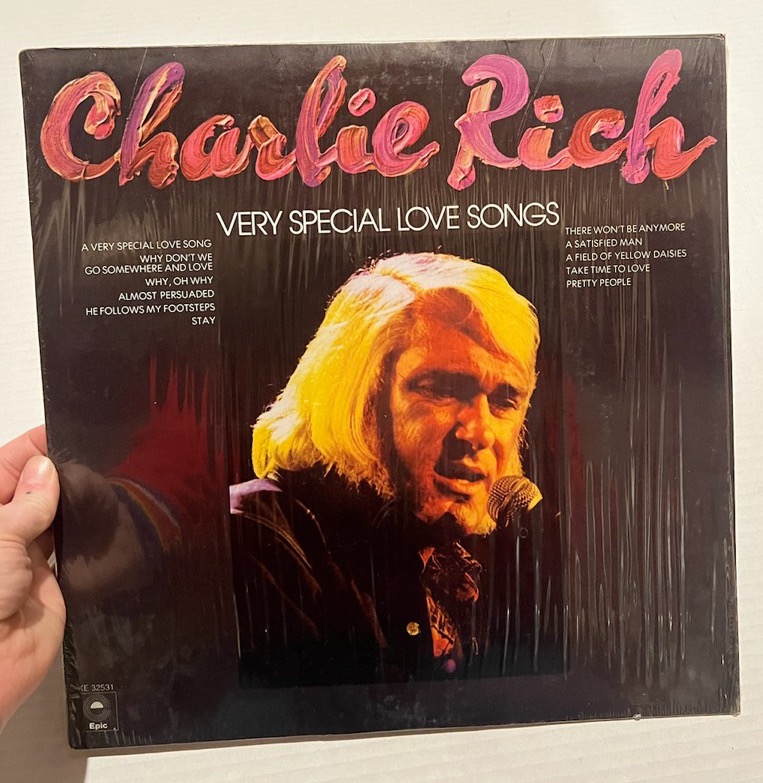 Charlie Rich
VERY SPECIAL LOVE SONGS
A VERY SPECIAL LOVE SONG
WHY DON'T WE
GO SOMEWHERE AND LOVE
WHY, OH WHY
ALMOST PERSUADED
HE FOLLOWS MY FOOTSTEPS
STAY
THERE WON'T BE ANYMORE
A SATISFIED MAN
A FIELD OF YELLOW DAISIES
TAKE TIME TO LOVE
PRETTY PEOPLE
KE 32531
Epic